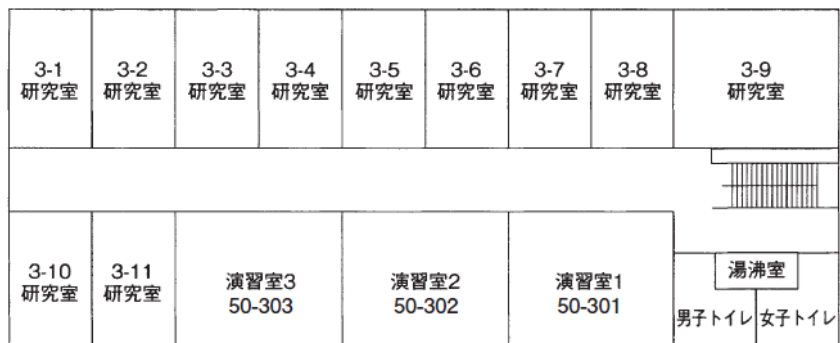 3-1
研究室
3-2
研究室
3-3
研究室
3-4
研究室
3-5
研究室
3-6
研究室
3-7
研究室
3-8
研究室
3-9
研究室
3-10
研究室
3-11
研究室
演習室3
50-303
演習室2
50-302
演習室1
50-301
湯沸室
男子トイレ
女子トイレ